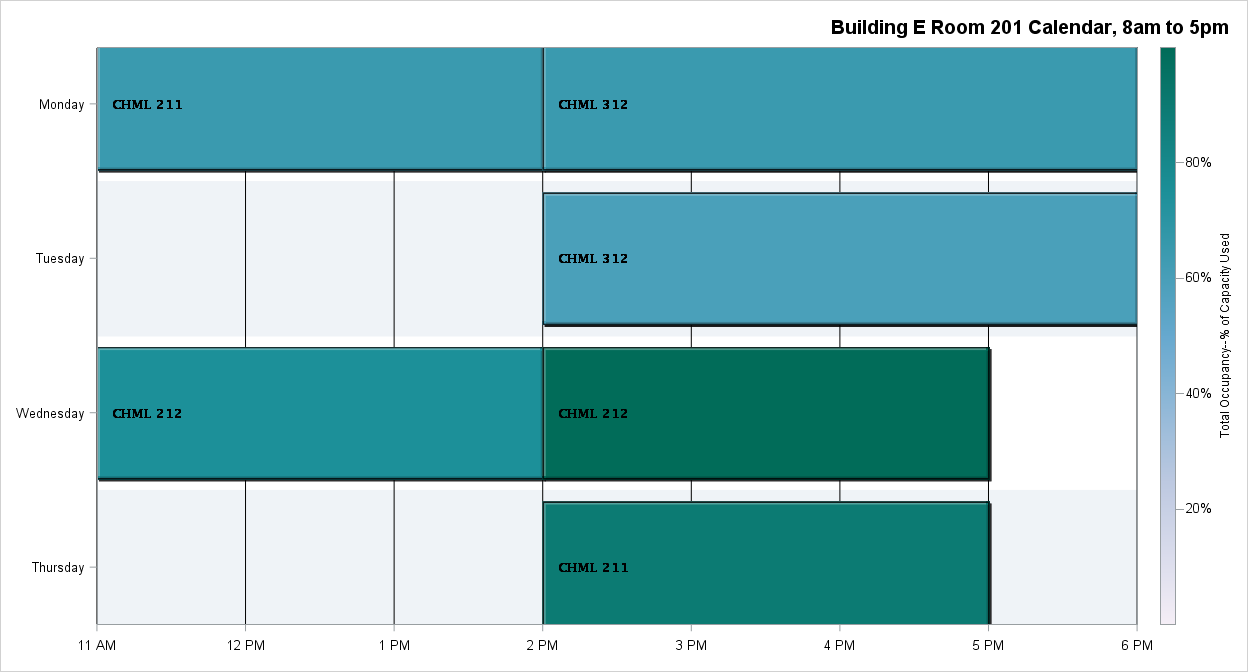 Building E Room 201 Calendar, 8am to 5pm
Monday
CHML 211
CHML 312
Tuesday
CHML 312
Wednesday
CHML 212
CHML 212
Thursday
CHML 211
11 AM
12 PM
1 PM
2 PM
3 PM
4 PM
5 PM
6 PM
80%
60%
40%
20%
Total Occupancy--% of Capacity Used